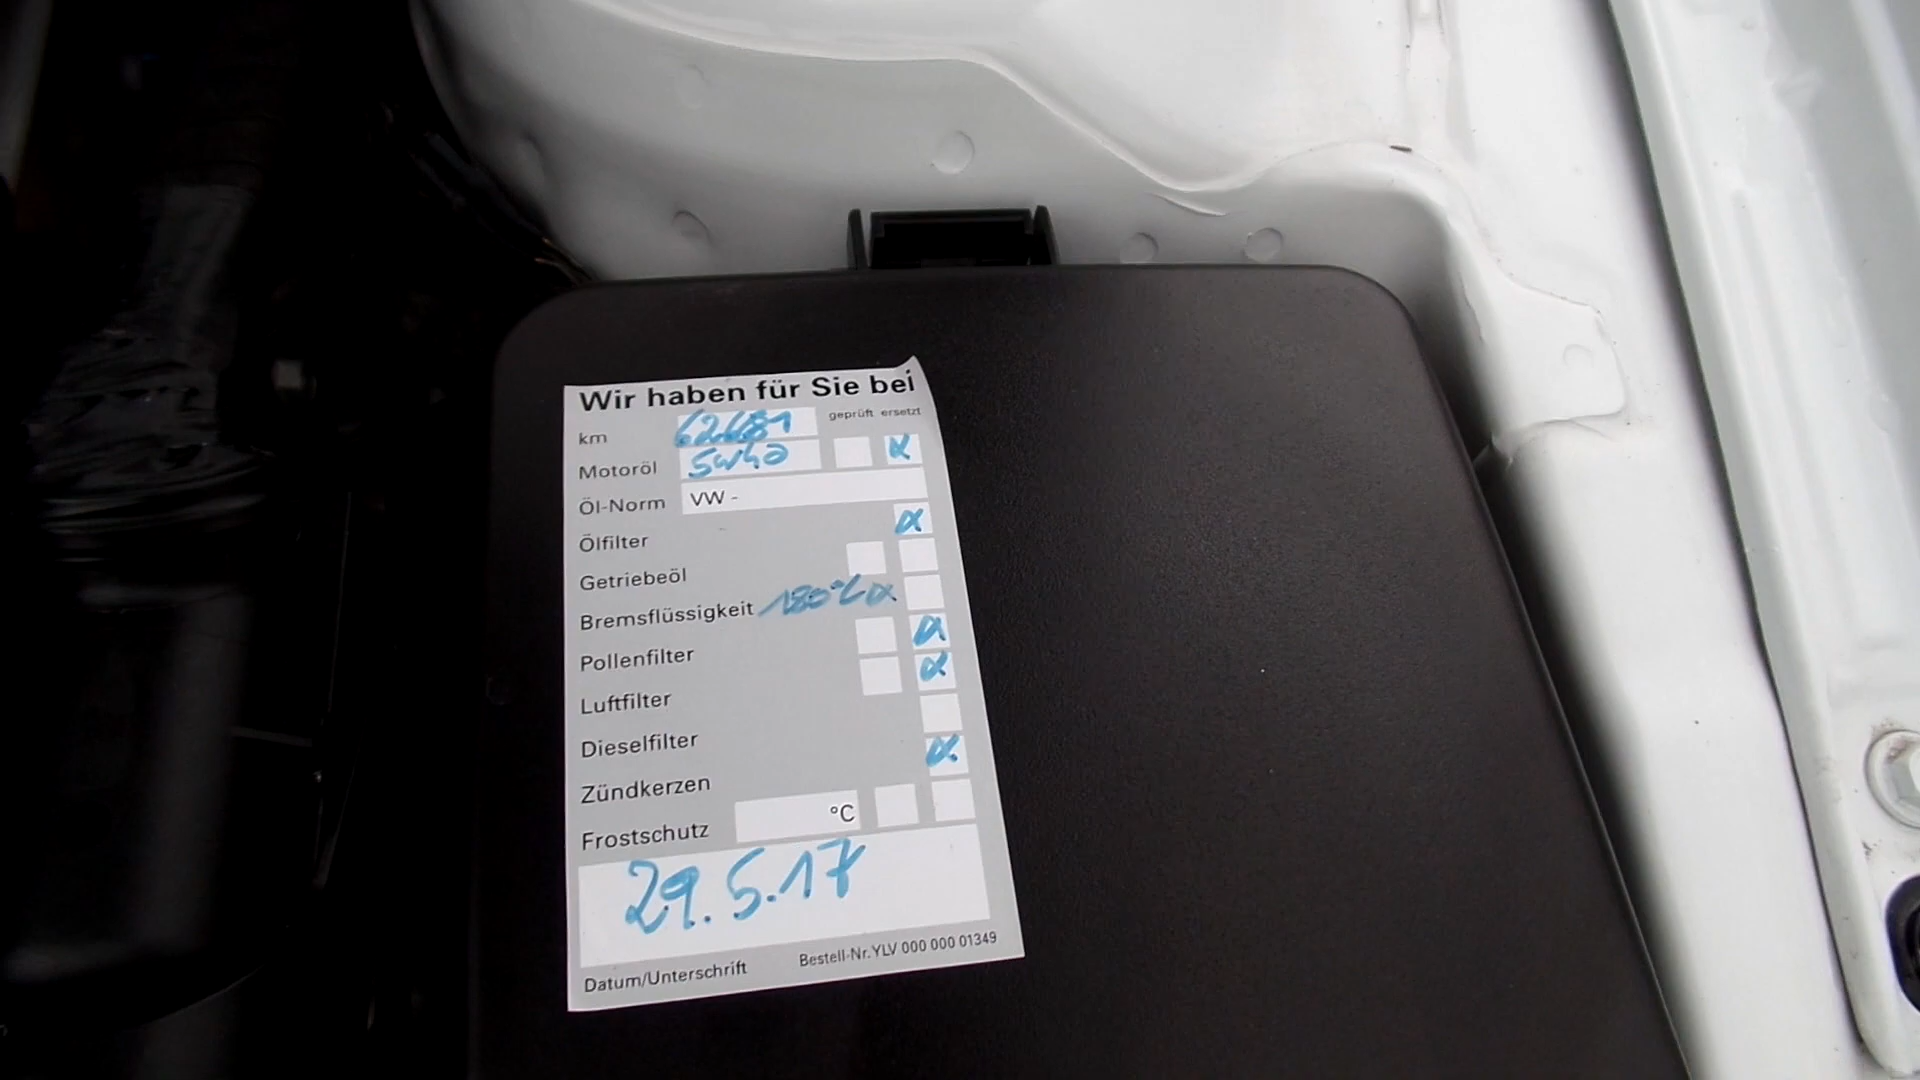 Wir haben für Sie bei
geprüft ersetzt
km 62681
Motoröl 5W40 x
Öl-Norm VW -
Ölfilter x
Getriebeöl
Bremsflüssigkeit 180°C x
Pollenfilter x
Luftfilter x
Dieselfilter
Zündkerzen x
Frostschutz °C
29.5.17
Datum/Unterschrift Bestell-Nr. YLV 000 000 01349